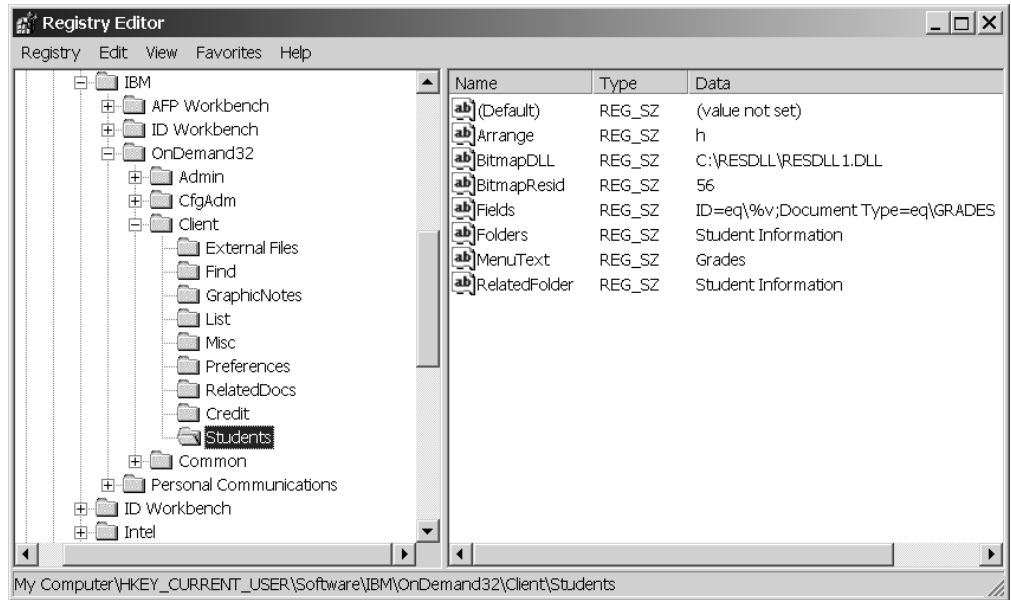 Registry Editor
Registry Edit View Favorites Help
IBM
AFP Workbench
ID Workbench
OnDemand32
Admin
CfgAdm
Client
External Files
Find
GraphicNotes
List
Misc
Preferences
RelatedDocs
Credit
Students
Common
Personal Communications
ID Workbench
Intel
Name Type Data
(Default) REG_SZ (value not set)
Arrange REG_SZ h
BitmapDLL REG_SZ C:\RESDLL\RESDLL1.DLL
BitmapResid REG_SZ 56
Fields REG_SZ ID=eq\%v;Document Type=eq\GRADES
Folders REG_SZ Student Information
MenuText REG_SZ Grades
RelatedFolder REG_SZ Student Information
My Computer\HKEY_CURRENT_USER\Software\IBM\OnDemand32\Client\Students